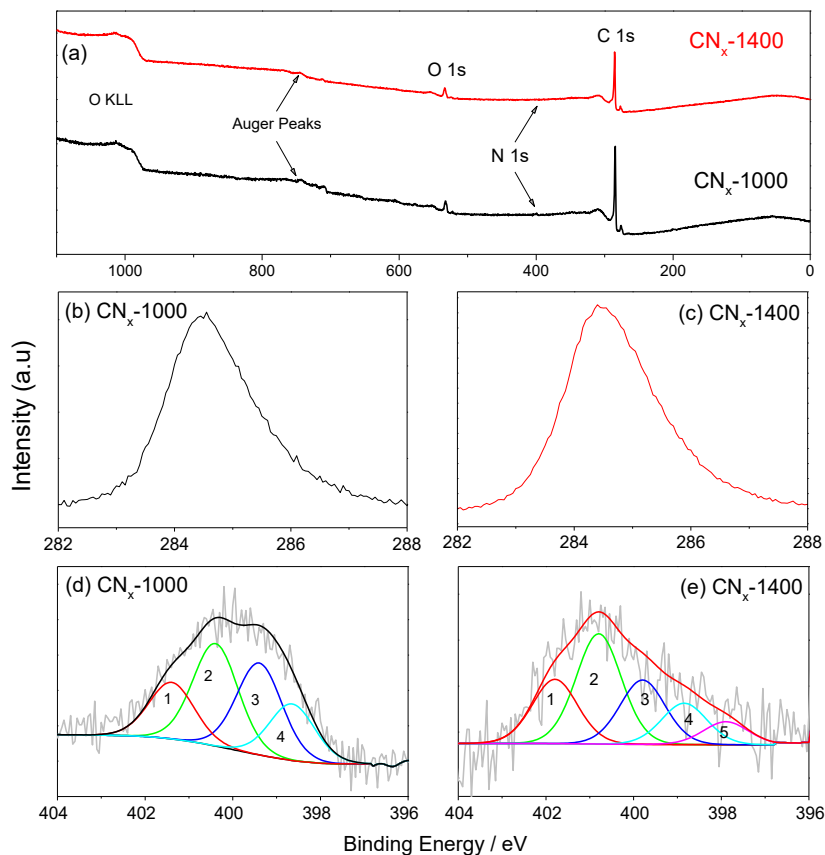 (a)
C 1s
CNₓ-1400
O 1s
O KLL
Auger Peaks
N 1s
CNₓ-1000
1000 800 600 400 200 0
(b) CNₓ-1000
(c) CNₓ-1400
Intensity (a.u)
282 284 286 288
282 284 286 288
(d) CNₓ-1000
(e) CNₓ-1400
1 2 3 4
1 2 3 4 5
404 402 400 398 396
404 402 400 398 396
Binding Energy / eV